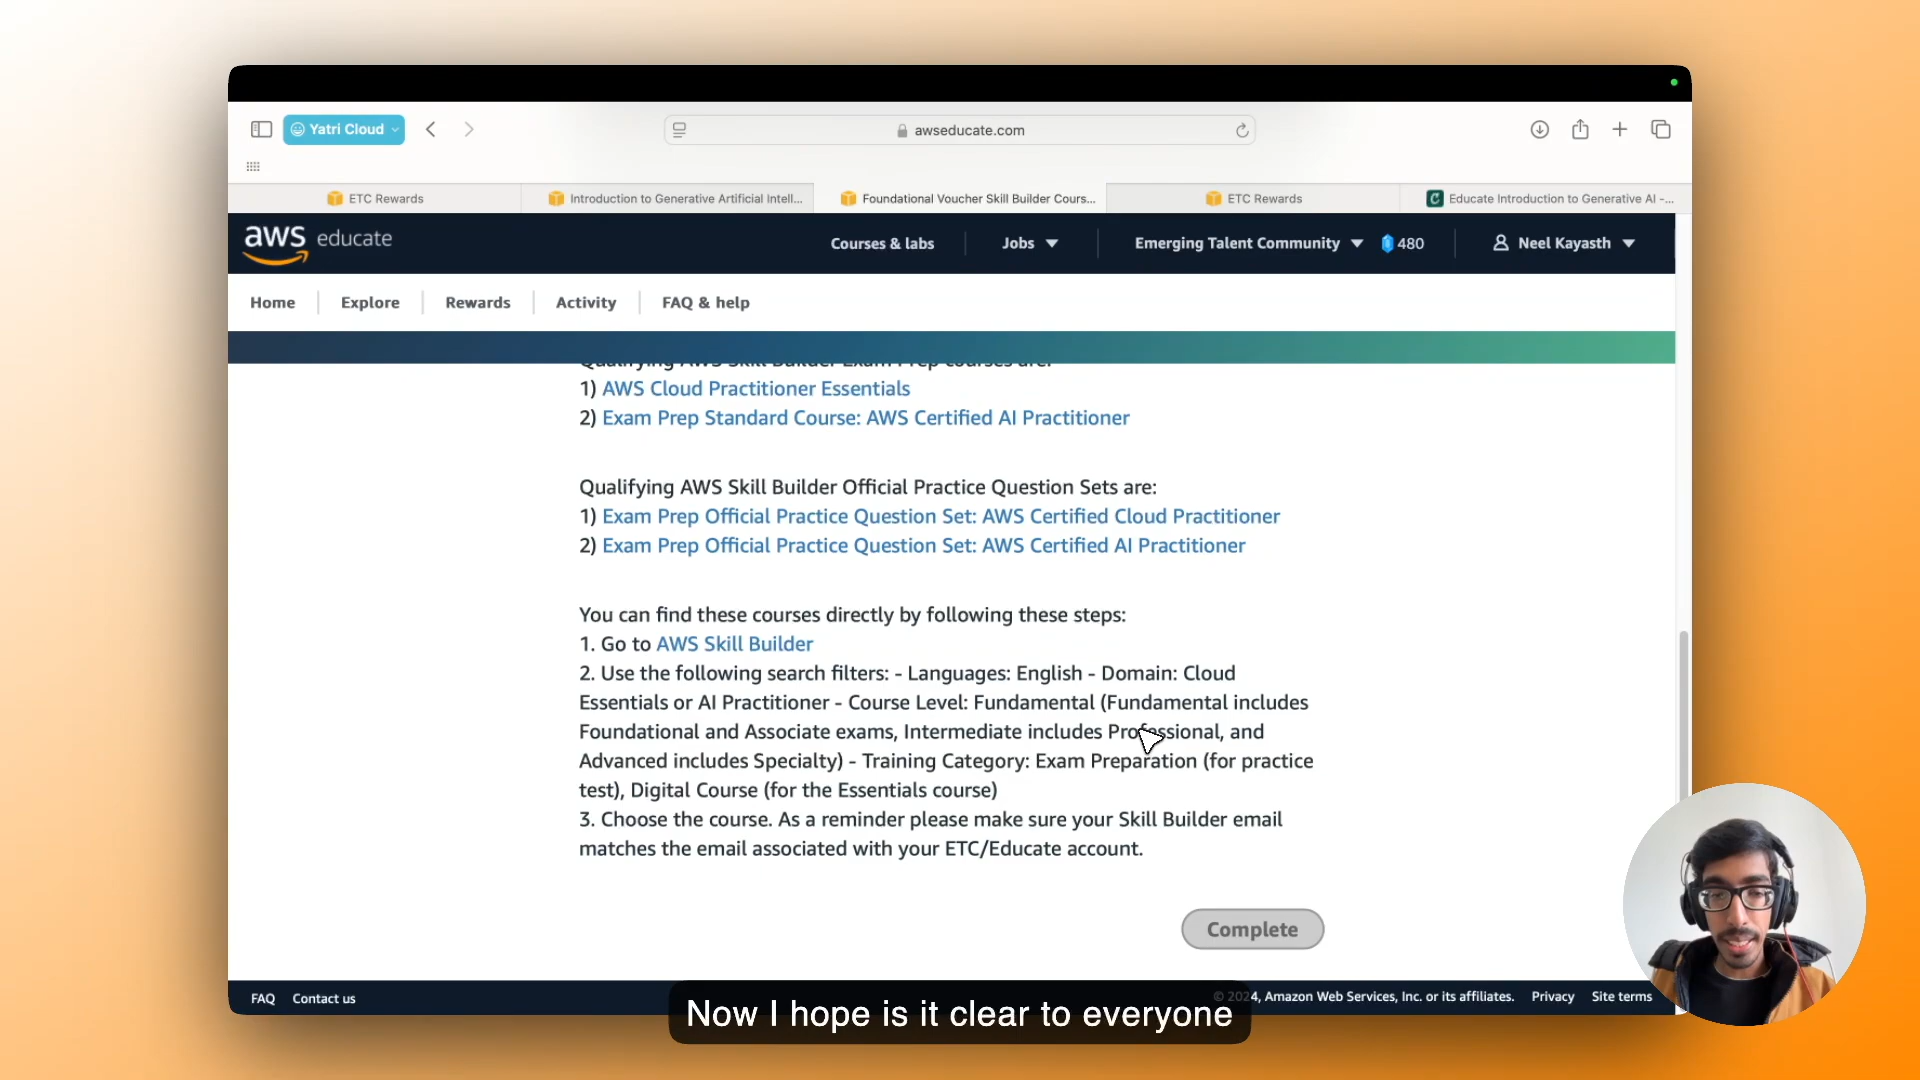 Yatri Cloud
awseducate.com
ETC Rewards
Introduction to Generative Artificial Intell...
Foundational Voucher Skill Builder Cours...
ETC Rewards
Educate Introduction to Generative AI -...
aws educate
Courses & labs
Jobs
Emerging Talent Community
480
Neel Kayasth
Home
Explore
Rewards
Activity
FAQ & help
Qualifying AWS Skill Builder Exam Prep courses are:
1) AWS Cloud Practitioner Essentials
2) Exam Prep Standard Course: AWS Certified AI Practitioner
Qualifying AWS Skill Builder Official Practice Question Sets are:
1) Exam Prep Official Practice Question Set: AWS Certified Cloud Practitioner
2) Exam Prep Official Practice Question Set: AWS Certified AI Practitioner
You can find these courses directly by following these steps:
1. Go to AWS Skill Builder
2. Use the following search filters: - Languages: English - Domain: Cloud
Essentials or AI Practitioner - Course Level: Fundamental (Fundamental includes
Foundational and Associate exams, Intermediate includes Professional, and
Advanced includes Specialty) - Training Category: Exam Preparation (for practice
test), Digital Course (for the Essentials course)
3. Choose the course. As a reminder please make sure your Skill Builder email
matches the email associated with your ETC/Educate account.
Complete
FAQ
Contact us
© 2024, Amazon Web Services, Inc. or its affiliates.
Privacy
Site terms
Now I hope is it clear to everyone